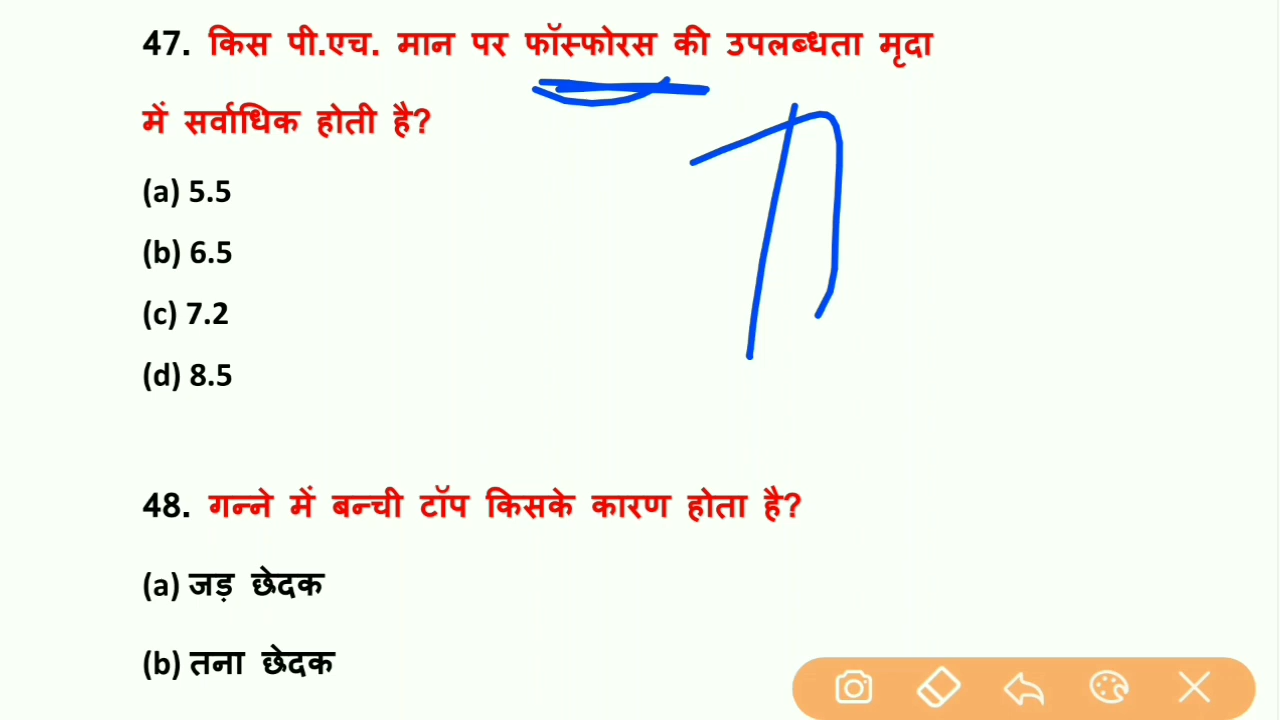 47. किस पी.एच. मान पर फॉस्फोरस की उपलब्धता मृदा
में सर्वाधिक होती है?
(a) 5.5
(b) 6.5
(c) 7.2
(d) 8.5
48. गन्ने में बन्ची टॉप किसके कारण होता है?
(a) जड़ छेदक
(b) तना छेदक